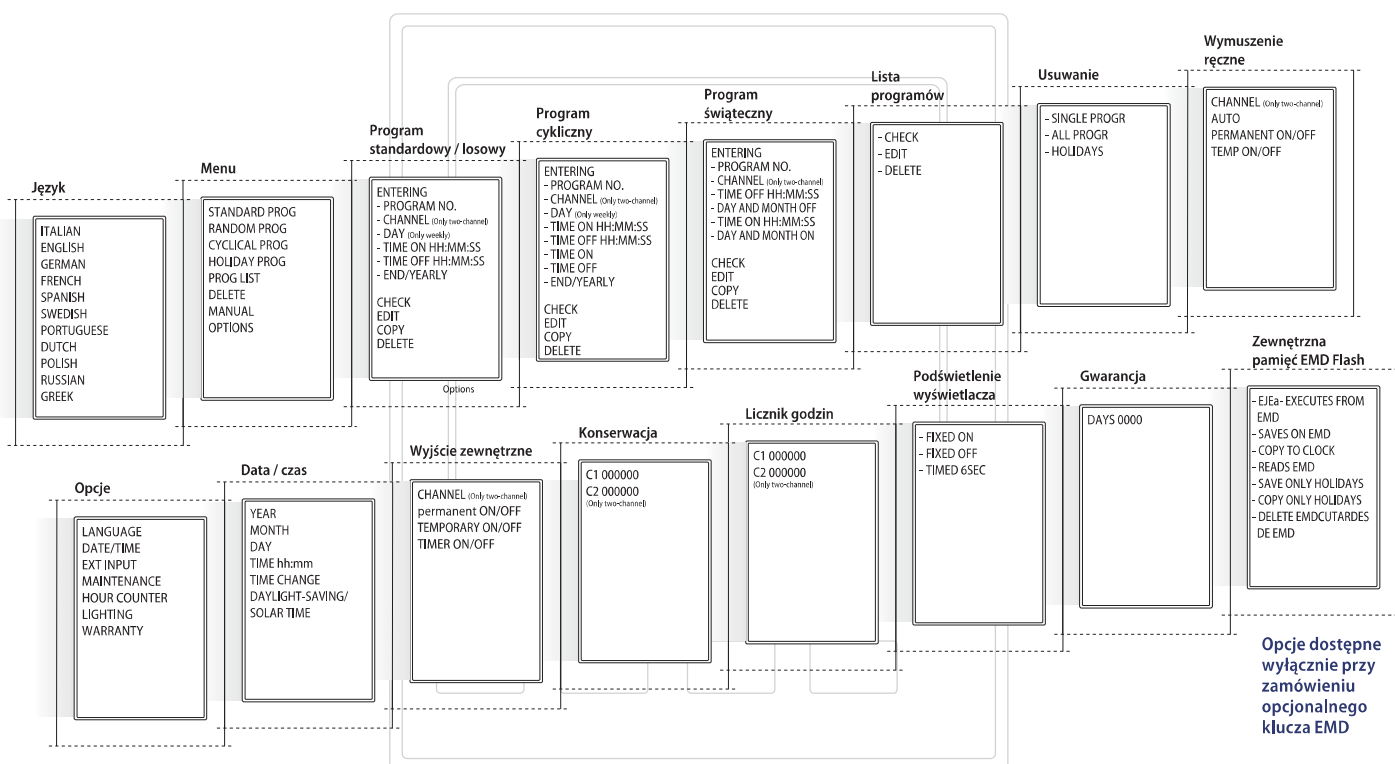 Język
ITALIAN
ENGLISH
GERMAN
FRENCH
SPANISH
SWEDISH
PORTUGUESE
DUTCH
POLISH
RUSSIAN
GREEK
Menu
STANDARD PROG
RANDOM PROG
CYCLICAL PROG
HOLIDAY PROG
PROG LIST
DELETE
MANUAL
OPTIONS
Program
standardowy / losowy
ENTERING
- PROGRAM NO.
- CHANNEL (Only two-channel)
- DAY (Only weekly)
- TIME ON HH:MM:SS
- TIME OFF HH:MM:SS
- END/YEARLY
CHECK
EDIT
COPY
DELETE
Options
Program
cykliczny
ENTERING
- PROGRAM NO.
- CHANNEL (Only two-channel)
- DAY (Only weekly)
- TIME ON HH:MM:SS
- TIME OFF HH:MM:SS
- TIME ON
- TIME OFF
- END/YEARLY
CHECK
EDIT
COPY
DELETE
Program
świąteczny
ENTERING
- PROGRAM NO.
- CHANNEL (Only two-channel)
- TIME OFF HH:MM:SS
- DAY AND MONTH OFF
- TIME ON HH:MM:SS
- DAY AND MONTH ON
CHECK
EDIT
COPY
DELETE
Lista
programów
- CHECK
- EDIT
- DELETE
Usuwanie
- SINGLE PROGR
- ALL PROGR
- HOLIDAYS
Wymuszenie
ręczne
CHANNEL (Only two-channel)
AUTO
PERMANENT ON/OFF
TEMP ON/OFF
Opcje
LANGUAGE
DATE/TIME
EXT INPUT
MAINTENANCE
HOUR COUNTER
LIGHTING
WARRANTY
Data / czas
YEAR
MONTH
DAY
TIME hh:mm
TIME CHANGE
DAYLIGHT-SAVING/
SOLAR TIME
Wyjście zewnętrzne
CHANNEL (Only two-channel)
permanent ON/OFF
TEMPORARY ON/OFF
TIMER ON/OFF
Konserwacja
C1 000000
C2 000000
(Only two-channel)
Licznik godzin
C1 000000
C2 000000
(Only two-channel)
Podświetlenie
wyświetlacza
- FIXED ON
- FIXED OFF
- TIMED 6SEC
Gwarancja
DAYS 0000
Zewnętrzna
pamięć EMD Flash
- EJEa- EXECUTES FROM
EMD
- SAVES ON EMD
- COPY TO CLOCK
- READS EMD
- SAVE ONLY HOLIDAYS
- COPY ONLY HOLIDAYS
- DELETE EMDCUTARDES
DE EMD
Opcje dostępne
wyłącznie przy
zamówieniu
opcjonalnego
klucza EMD